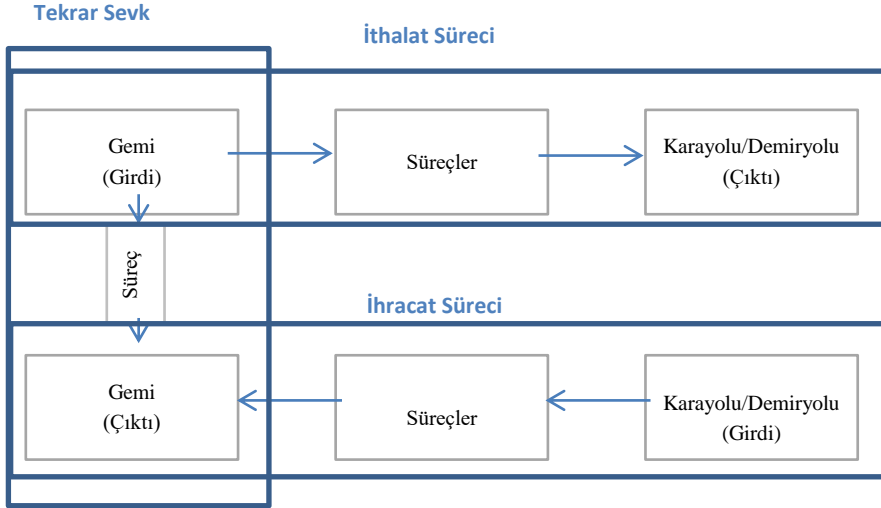 Tekrar Sevk
İthalat Süreci
Gemi
(Girdi)
Süreçler
Karayolu/Demiryolu
(Çıktı)
Süreç
İhracat Süreci
Gemi
(Çıktı)
Süreçler
Karayolu/Demiryolu
(Girdi)